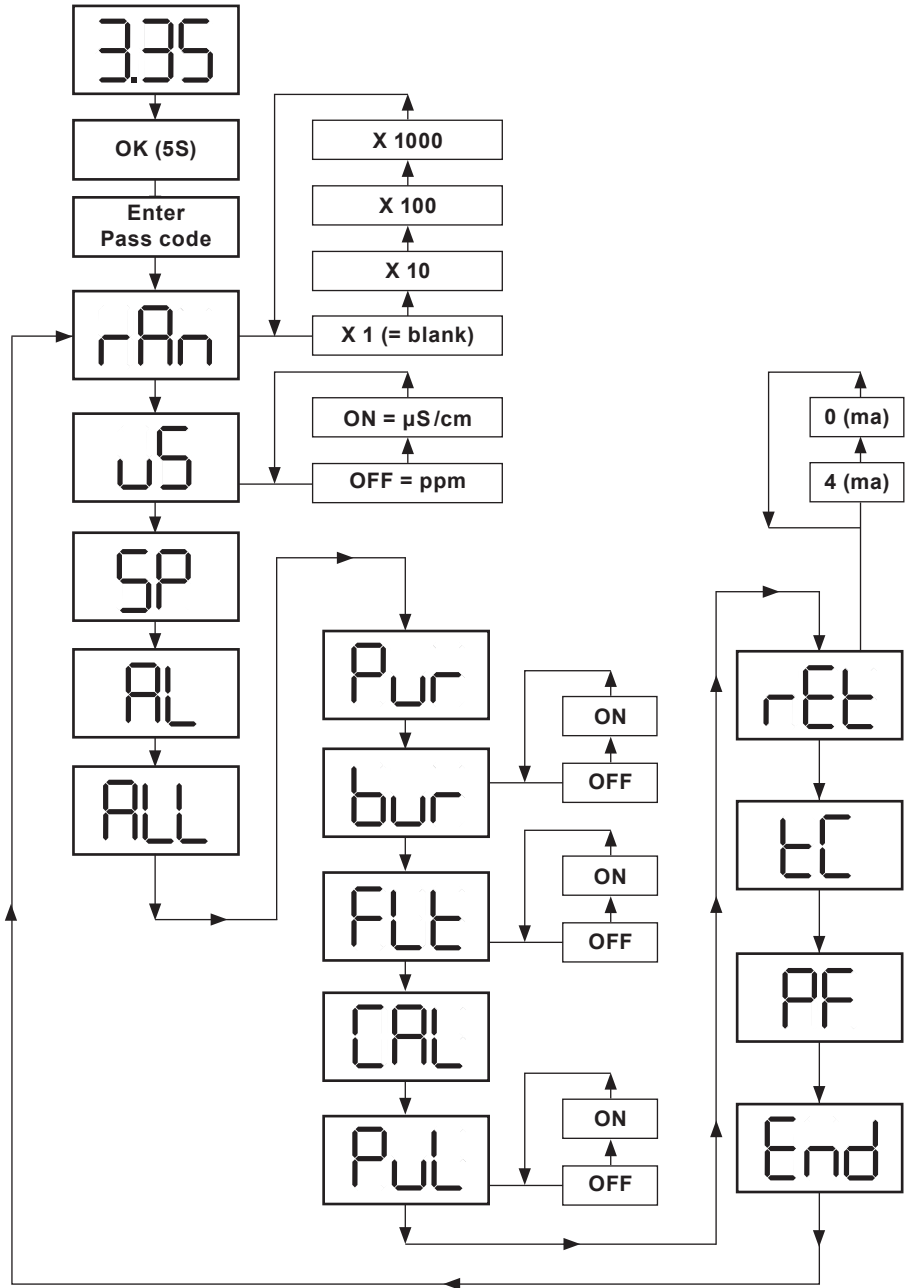 3.35
OK (5S)
Enter
Pass code
rAn
X 1000
X 100
X 10
X 1 (= blank)
uS
ON = µS/cm
OFF = ppm
SP
AL
ALL
Pur
bur
ON
OFF
FLt
ON
OFF
CAL
PuL
ON
OFF
0 (ma)
4 (ma)
rEt
tC
PF
End